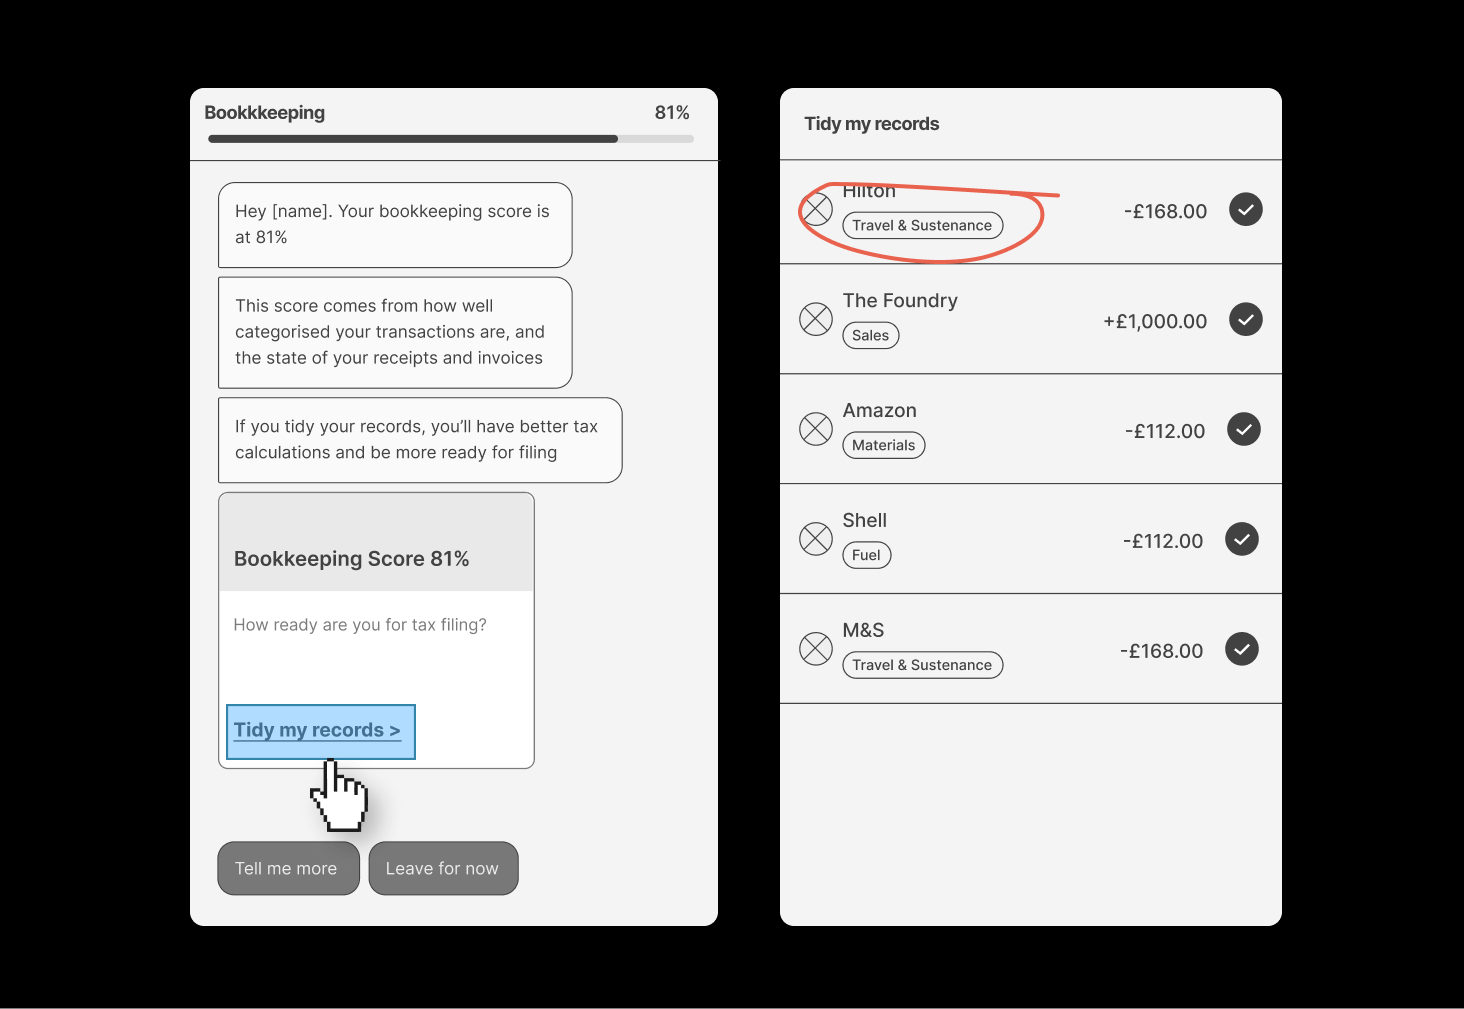 Bookkkeeping
81%
Hey [name]. Your bookkeeping score is
at 81%
This score comes from how well
categorised your transactions are, and
the state of your receipts and invoices
If you tidy your records, you’ll have better tax
calculations and be more ready for filing
Bookkeeping Score 81%
How ready are you for tax filing?
Tidy my records >
Tell me more
Leave for now
Tidy my records
Hilton
Travel & Sustenance
-£168.00
The Foundry
Sales
+£1,000.00
Amazon
Materials
-£112.00
Shell
Fuel
-£112.00
M&S
Travel & Sustenance
-£168.00